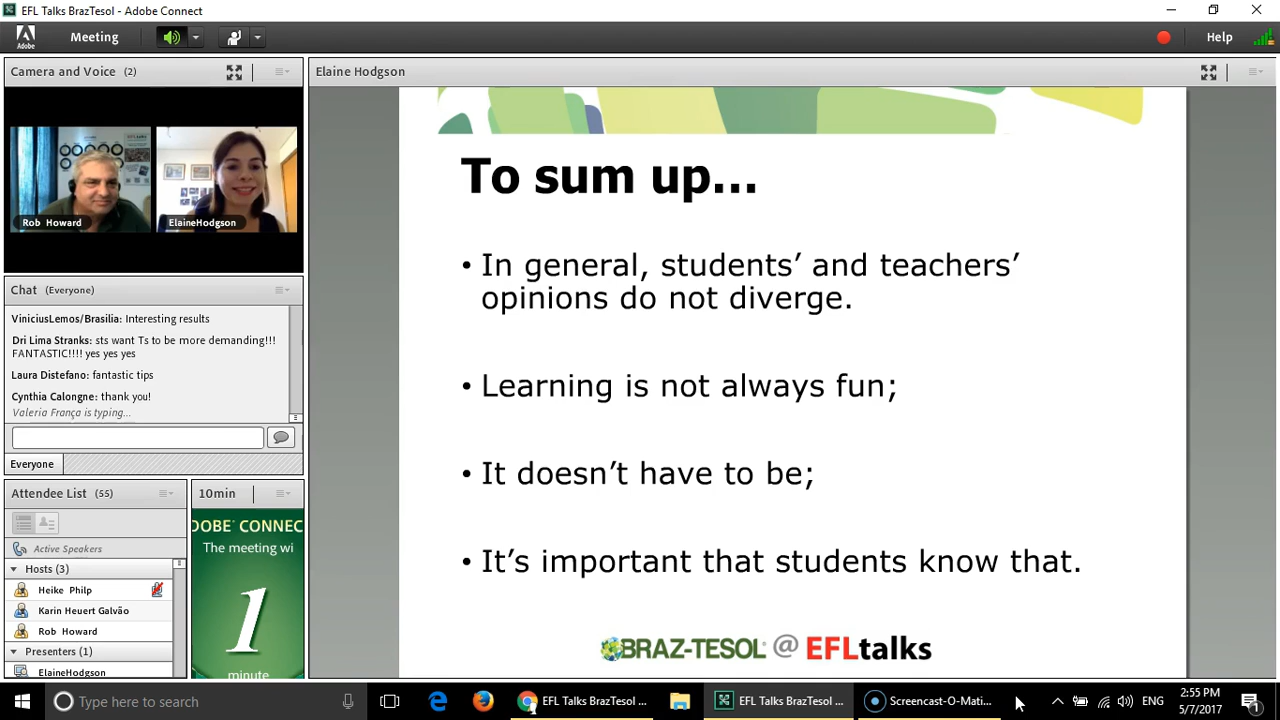 EFL Talks BrazTesol - Adobe Connect
Adobe
Meeting
Help
Camera and Voice (2)
Elaine Hodgson
EFLtalks
Rob Howard
ElaineHodgson
To sum up...
• In general, students’ and teachers’
opinions do not diverge.
• Learning is not always fun;
• It doesn’t have to be;
• It’s important that students know that.
BRAZ-TESOL @ EFLtalks
Chat (Everyone)
ViniciusLemos/Brasilia: Interesting results
Dri Lima Stranks: sts want Ts to be more demanding!!!
FANTASTIC!!!! yes yes yes
Laura Distefano: fantastic tips
Cynthia Calongne: thank you!
Valeria França is typing...
Everyone
Attendee List (55)
Active Speakers
Hosts (3)
Heike Philp
Karin Heuert Galvão
Rob Howard
Presenters (1)
ElaineHodgson
10min
DOBE® CONNEC
The meeting wi
1
minute
Type here to search
EFL Talks BrazTesol ...
EFL Talks BrazTesol ...
Screencast-O-Mati...
ENG
2:55 PM
5/7/2017
1